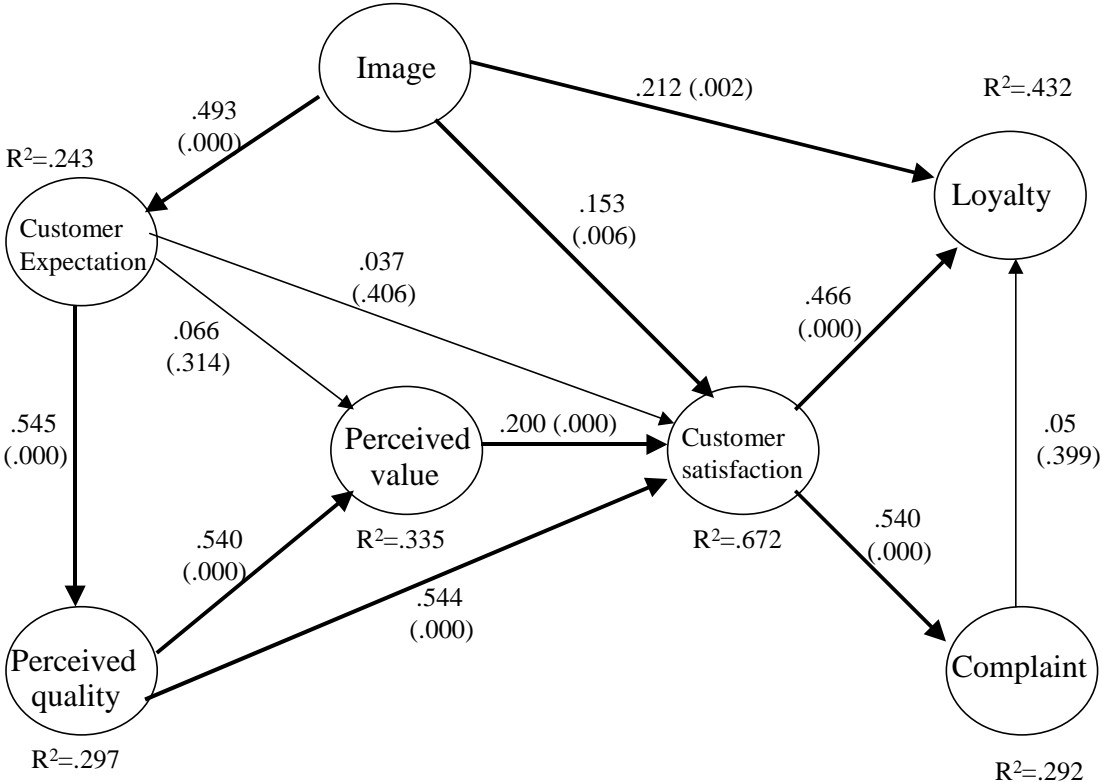 Image
.212 (.002)
R²=.432
.493
(.000)
R²=.243
Loyalty
.153
(.006)
Customer
Expectation
.037
(.406)
.466
(.000)
.066
(.314)
.545
(.000)
.200 (.000)
.05
(.399)
Perceived
value
Customer
satisfaction
.540
(.000)
R²=.335
R²=.672
.540
(.000)
.544
(.000)
Perceived
quality
Complaint
R²=.297
R²=.292